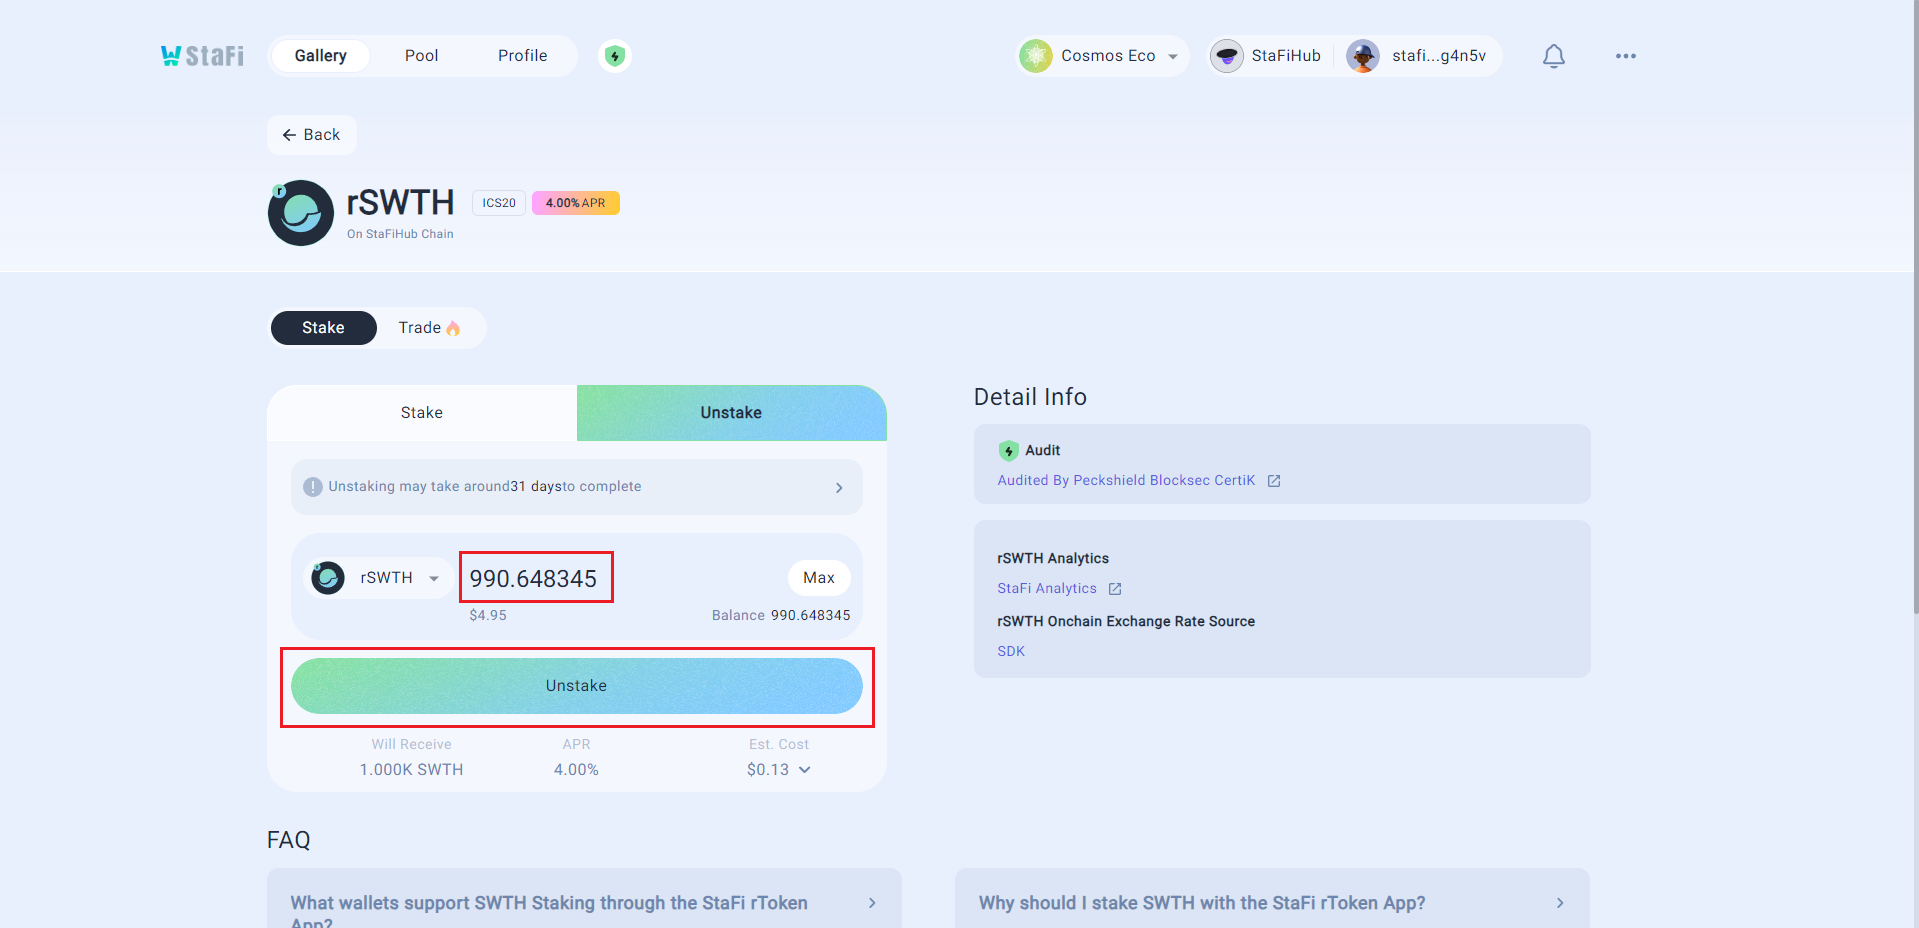 StaFi
Gallery
Pool
Profile
Cosmos Eco
StaFiHub
stafi...g4n5v
Back
r
rSWTH
ICS20
4.00% APR
On StaFiHub Chain
Stake
Trade
Stake
Unstake
Unstaking may take around31 daysto complete
rSWTH
990.648345
Max
$4.95
Balance 990.648345
Unstake
Will Receive
APR
Est. Cost
1.000K SWTH
4.00%
$0.13
Detail Info
Audit
Audited By Peckshield Blocksec CertiK
rSWTH Analytics
StaFi Analytics
rSWTH Onchain Exchange Rate Source
SDK
FAQ
What wallets support SWTH Staking through the StaFi rToken
App?
Why should I stake SWTH with the StaFi rToken App?